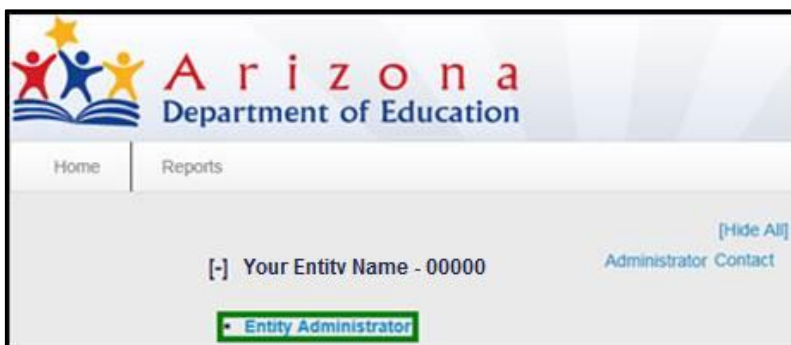 Arizona
Department of Education
Home Reports
[Hide All]
[-] Your Entity Name - 00000 Administrator Contact
• Entity Administrator